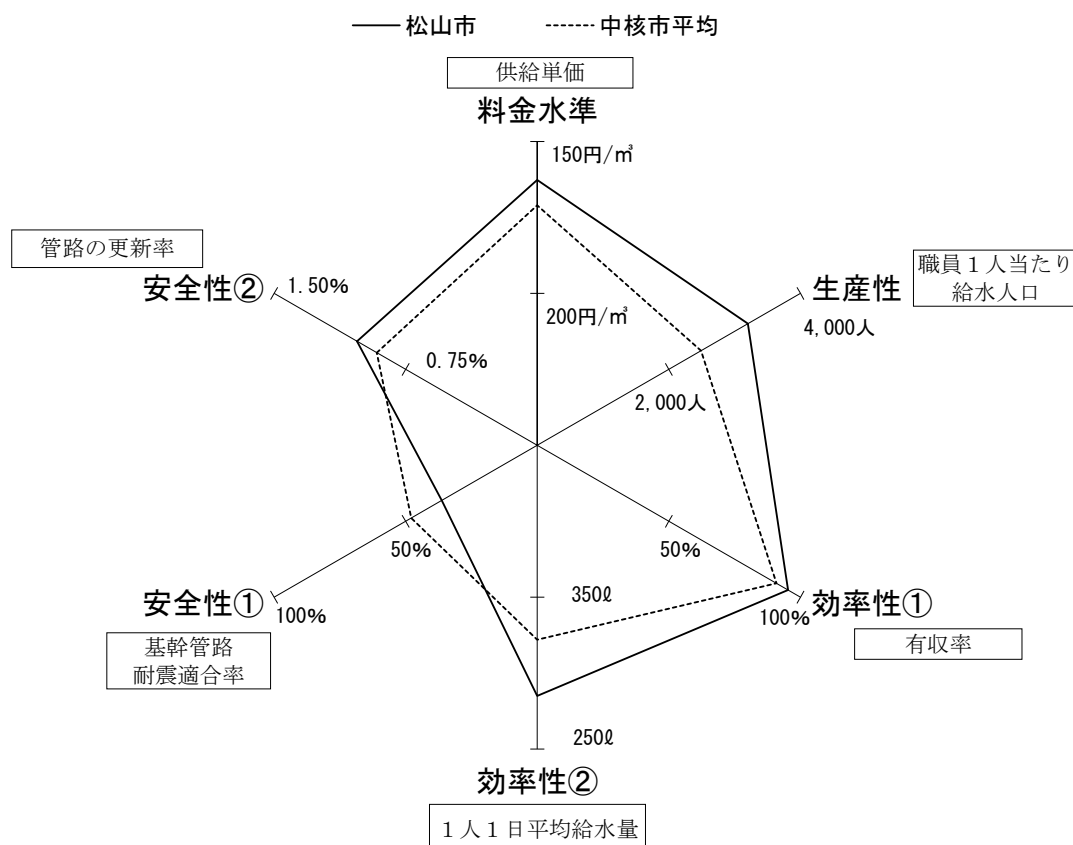 松山市
中核市平均
供給単価
料金水準
150円/㎥
200円/㎥
管路の更新率
安全性②
1.50%
0.75%
生産性
職員１人当たり
給水人口
4,000人
2,000人
安全性①
50%
100%
基幹管路
耐震適合率
50%
100%
効率性①
有収率
350ℓ
250ℓ
効率性②
１人１日平均給水量